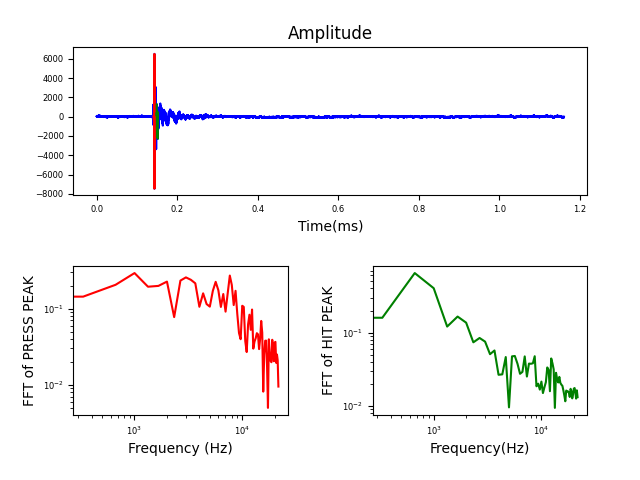 Amplitude
6000
4000
2000
0
−2000
−4000
−6000
−8000
0.0 0.2 0.4 0.6 0.8 1.0 1.2
Time(ms)
FFT of PRESS PEAK
10⁻¹
10⁻²
10³ 10⁴
Frequency (Hz)
FFT of HIT PEAK
10⁻¹
10⁻²
10³ 10⁴
Frequency(Hz)